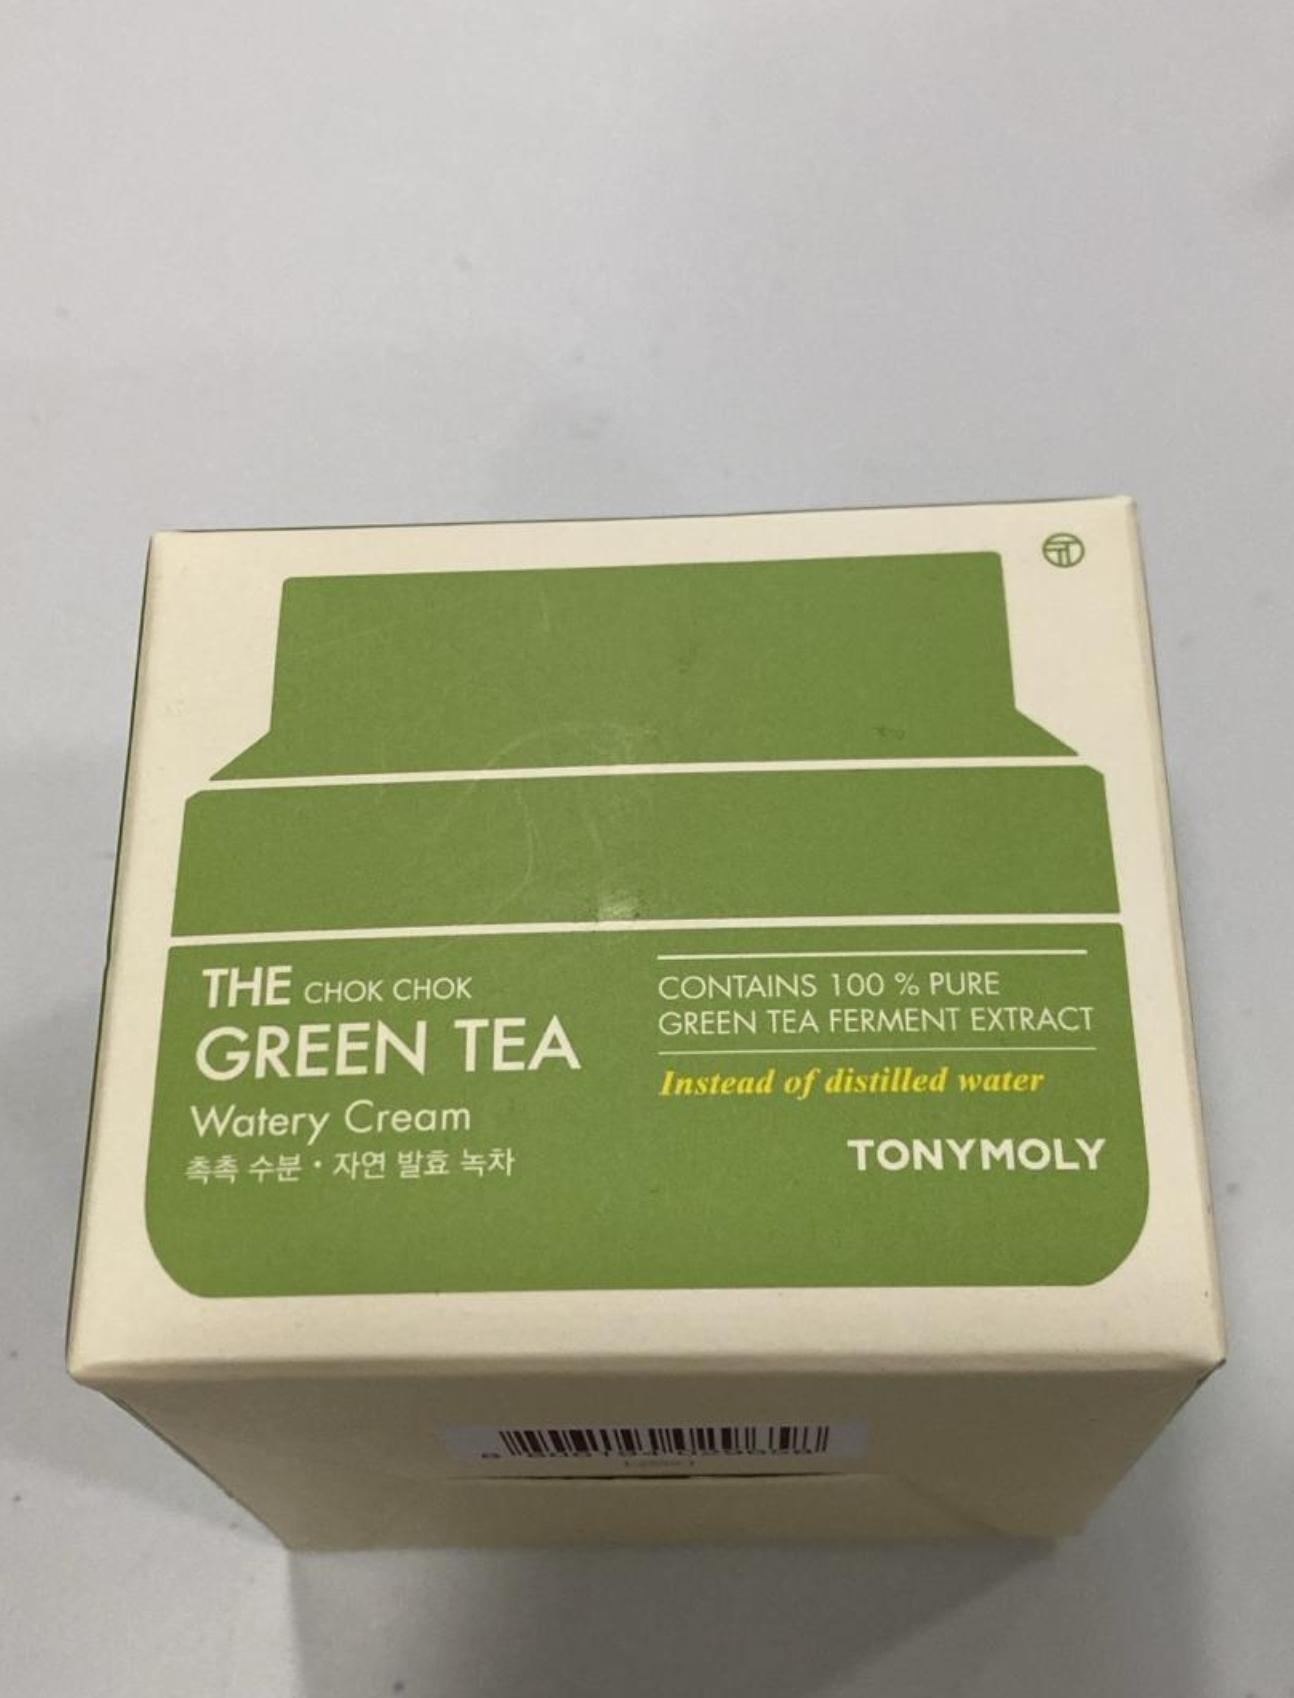 THE CHOK CHOK
GREEN TEA
Watery Cream
촉촉 수분 · 자연 발효 녹차
CONTAINS 100 % PURE
GREEN TEA FERMENT EXTRACT
Instead of distilled water
TONYMOLY